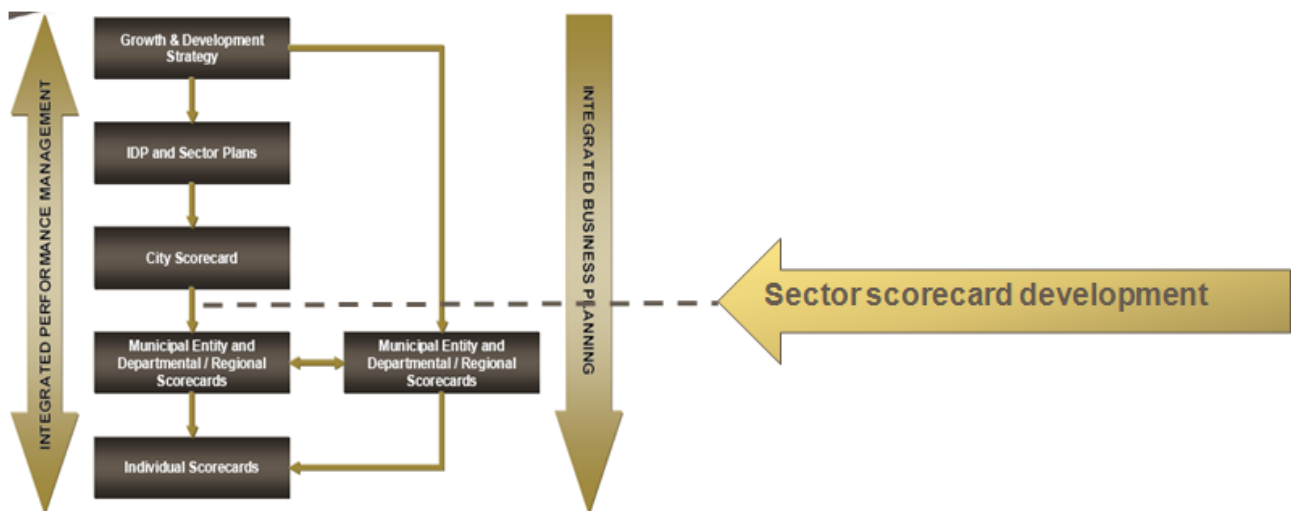 INTEGRATED PERFORMANCE MANAGEMENT
Growth & Development
Strategy
IDP and Sector Plans
City Scorecard
Municipal Entity and
Departmental / Regional
Scorecards
Municipal Entity and
Departmental / Regional
Scorecards
Individual Scorecards
INTEGRATED BUSINESS PLANNING
Sector scorecard development